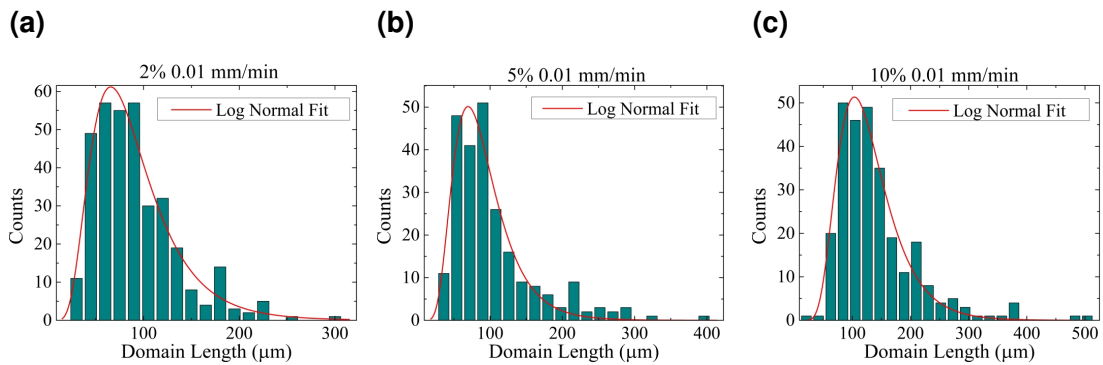 (a)
(b)
(c)
2% 0.01 mm/min
5% 0.01 mm/min
10% 0.01 mm/min
Log Normal Fit
Log Normal Fit
Log Normal Fit
Counts
60
50
40
30
20
10
0
100
200
300
Domain Length (μm)
Counts
50
40
30
20
10
0
100
200
300
400
Domain Length (μm)
Counts
50
40
30
20
10
0
100
200
300
400
500
Domain Length (μm)